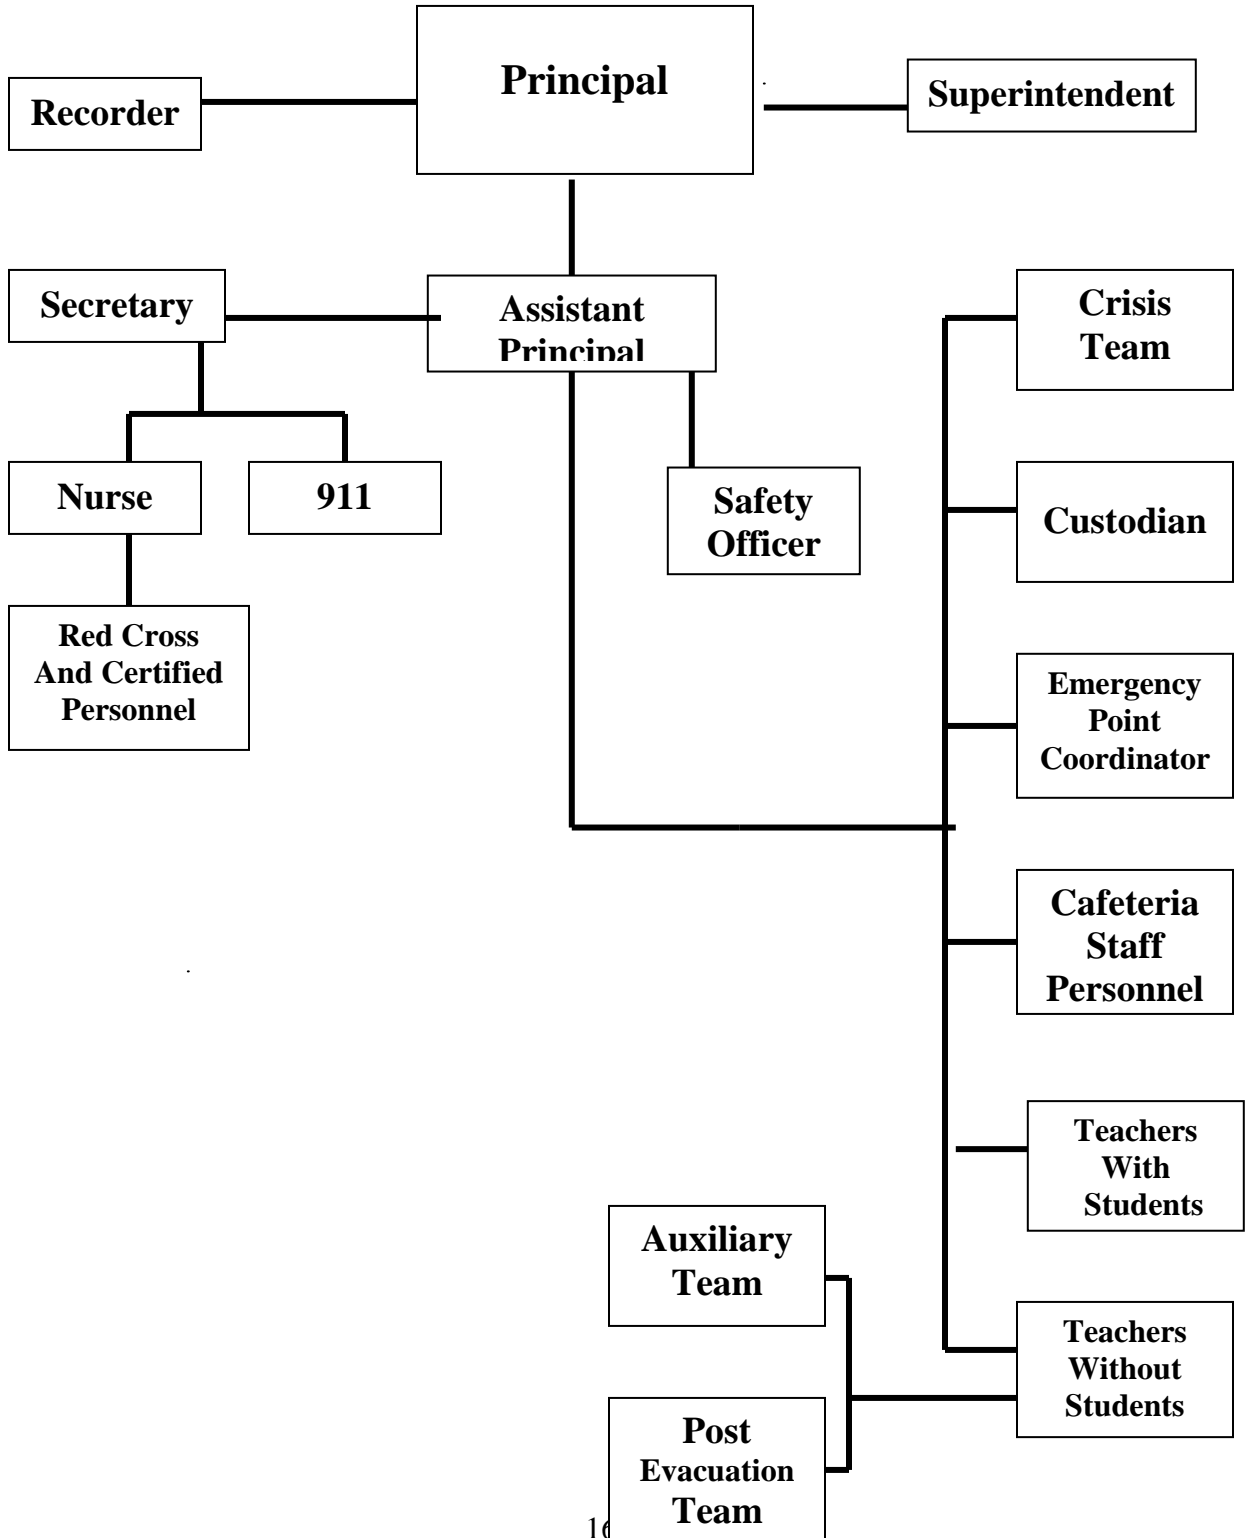 Principal
Recorder
Superintendent
Secretary
Assistant
Principal
Crisis
Team
Nurse
911
Safety
Officer
Custodian
Red Cross
And Certified
Personnel
Emergency
Point
Coordinator
Cafeteria
Staff
Personnel
Teachers
With
Students
Auxiliary
Team
Teachers
Without
Students
Post
Evacuation
Team